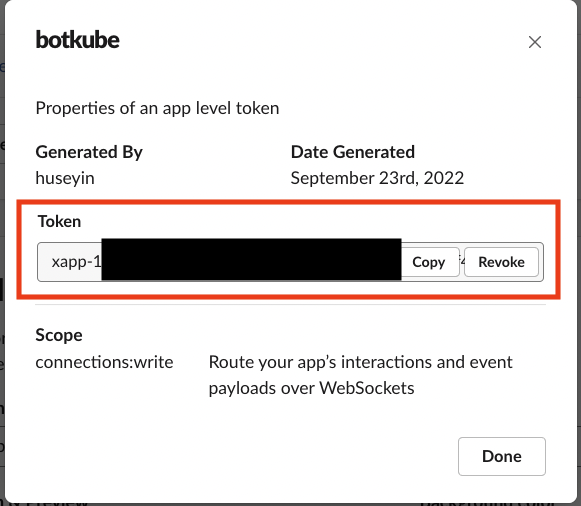 botkube
Properties of an app level token
Generated By
Date Generated
huseyin
September 23rd, 2022
Token
xapp-1
Copy
Revoke
Scope
connections:write
Route your app's interactions and event
payloads over WebSockets
Done